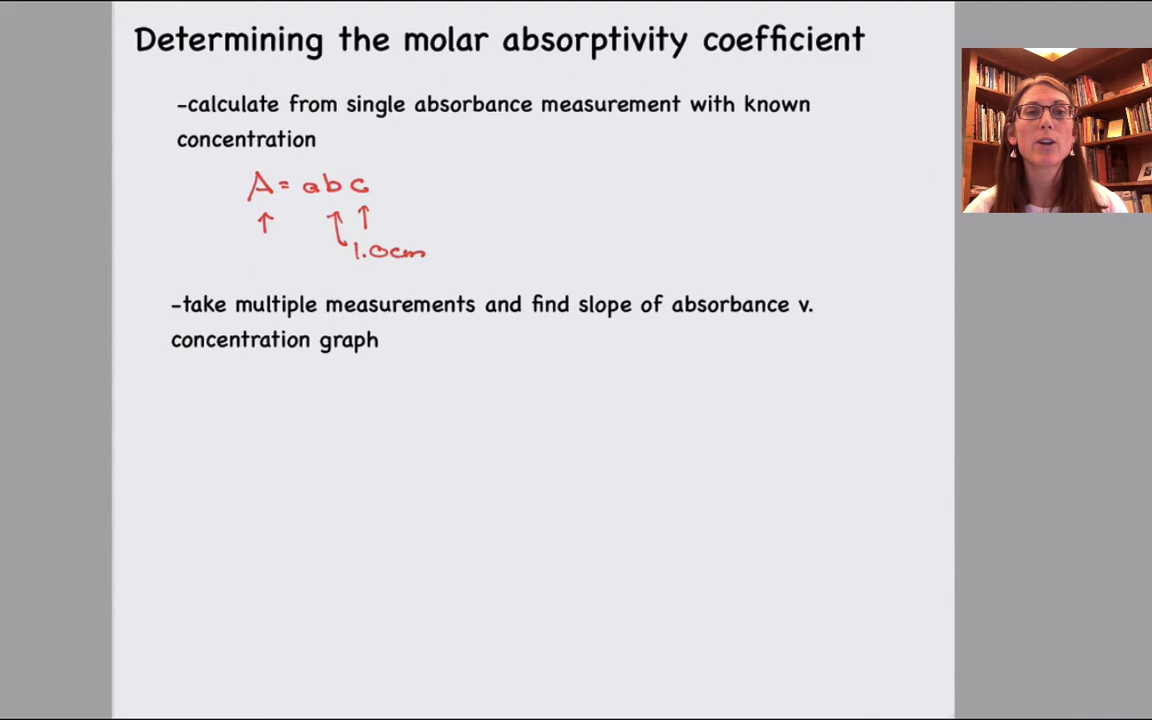 Determining the molar absorptivity coefficient
-calculate from single absorbance measurement with known
concentration
A = abc
1.0cm
-take multiple measurements and find slope of absorbance v.
concentration graph